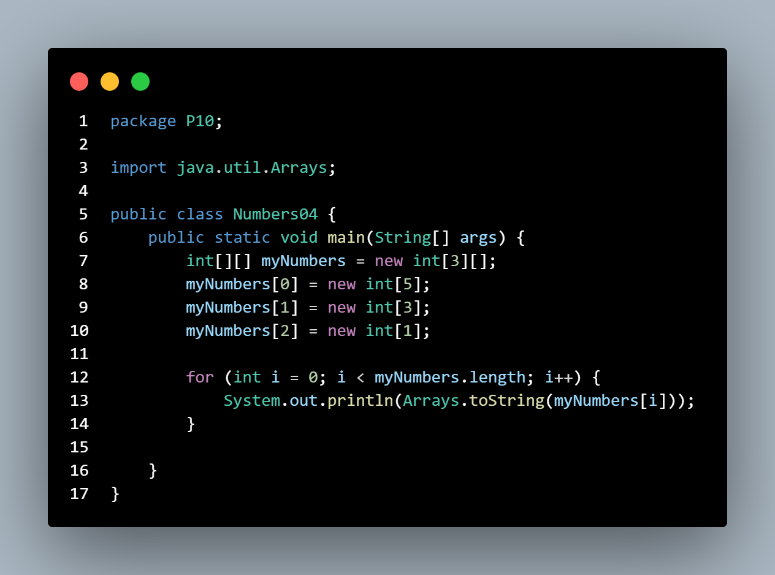 1 package P10;
2
3 import java.util.Arrays;
4
5 public class Numbers04 {
6     public static void main(String[] args) {
7         int[][] myNumbers = new int[3][];
8         myNumbers[0] = new int[5];
9         myNumbers[1] = new int[3];
10         myNumbers[2] = new int[1];
11
12         for (int i = 0; i < myNumbers.length; i++) {
13             System.out.println(Arrays.toString(myNumbers[i]));
14         }
15
16     }
17 }